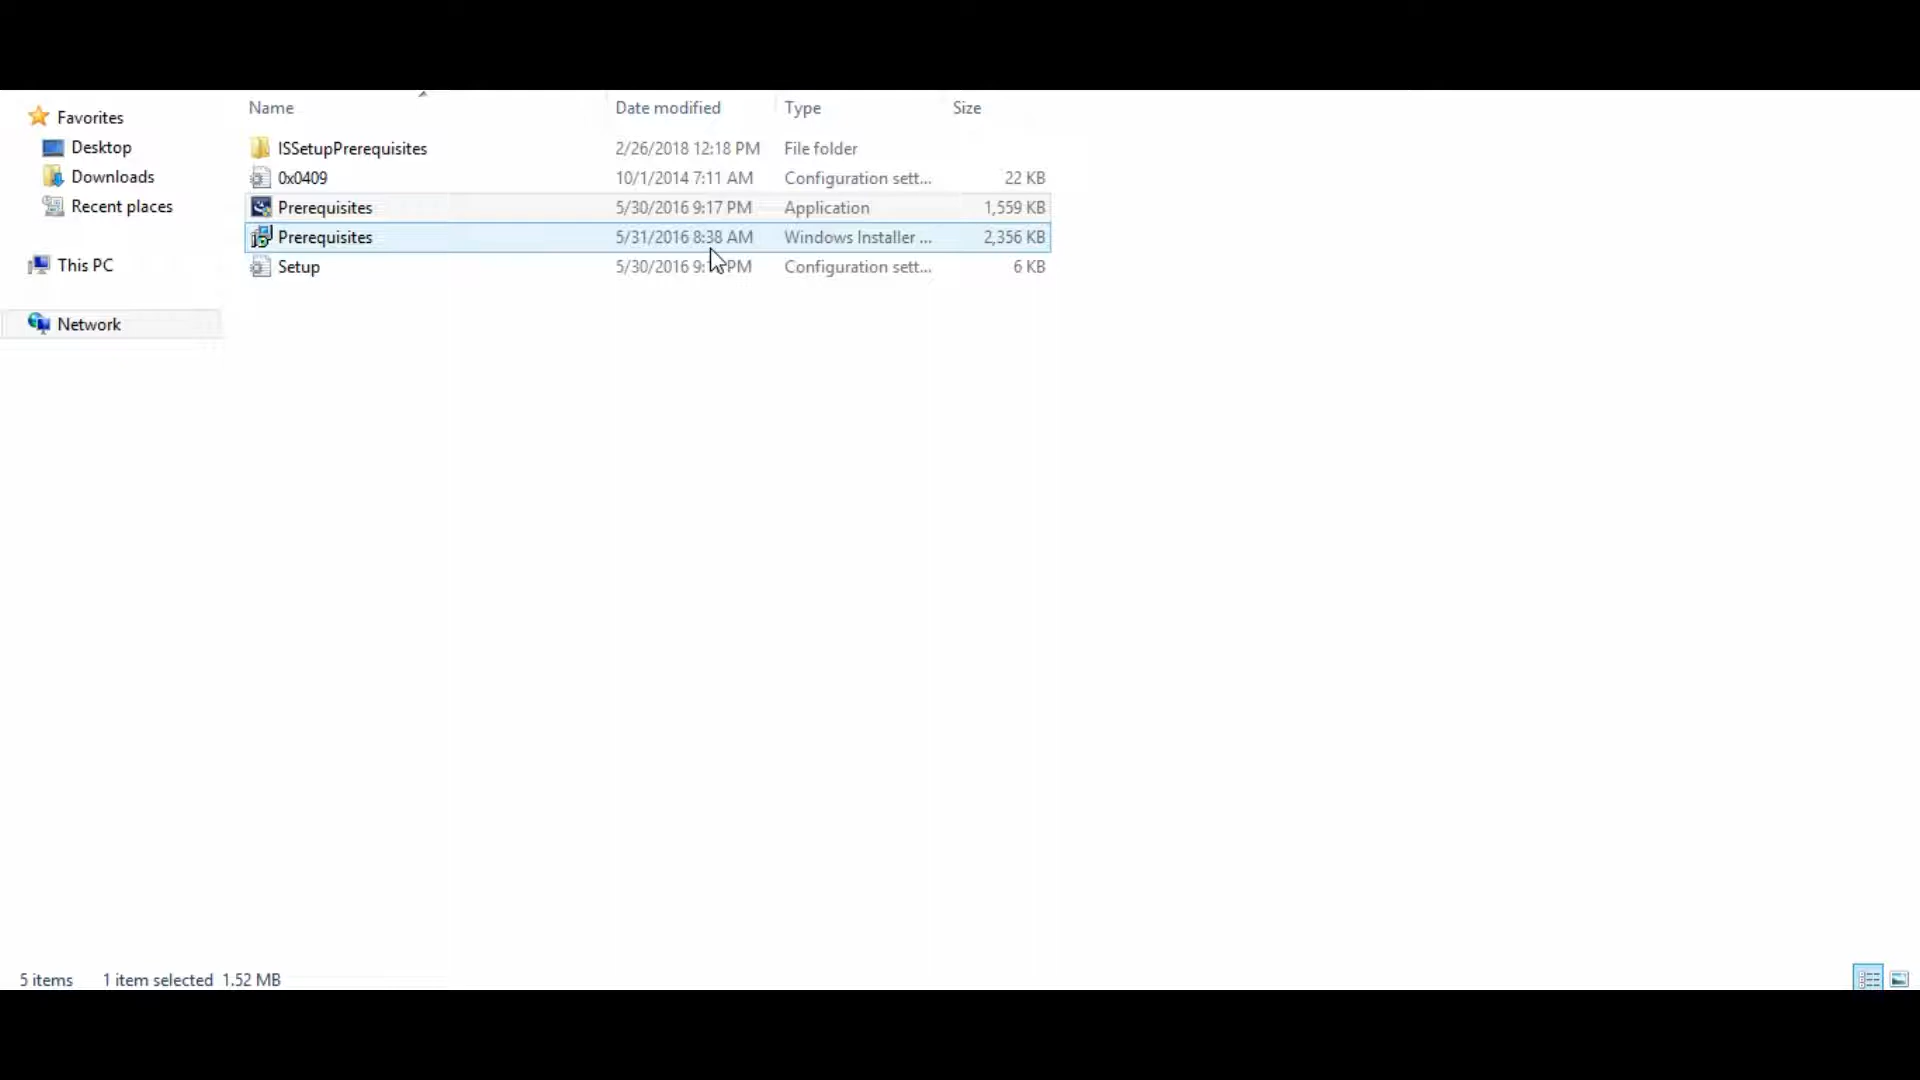 Name Date modified Type Size
Favorites
Desktop
Downloads
Recent places
This PC
Network
ISSetupPrerequisites 2/26/2018 12:18 PM File folder
0x0409 10/1/2014 7:11 AM Configuration sett... 22 KB
Prerequisites 5/30/2016 9:17 PM Application 1,559 KB
Prerequisites 5/31/2016 8:38 AM Windows Installer ... 2,356 KB
Setup 5/30/2016 PM Configuration sett... 6 KB
5 items 1 item selected 1.52 MB